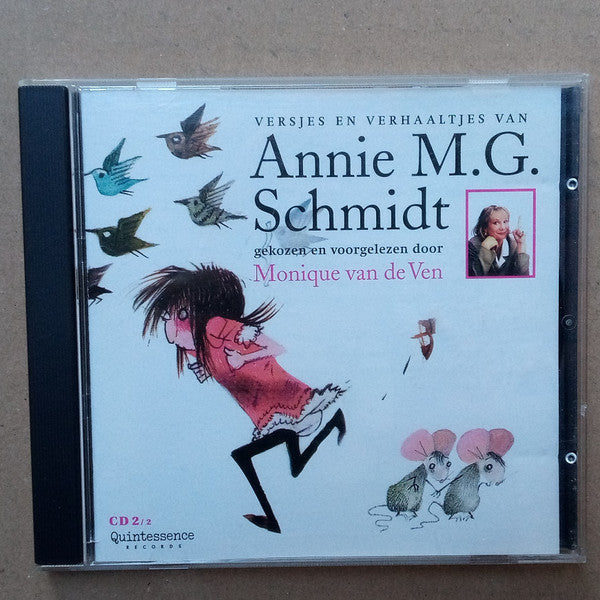 VERSJES EN VERHAALTJES VAN
Annie M.G.
Schmidt
gekozen en voorgelezen door
Monique van de Ven
CD 2/2
Quintessence
RECORDS